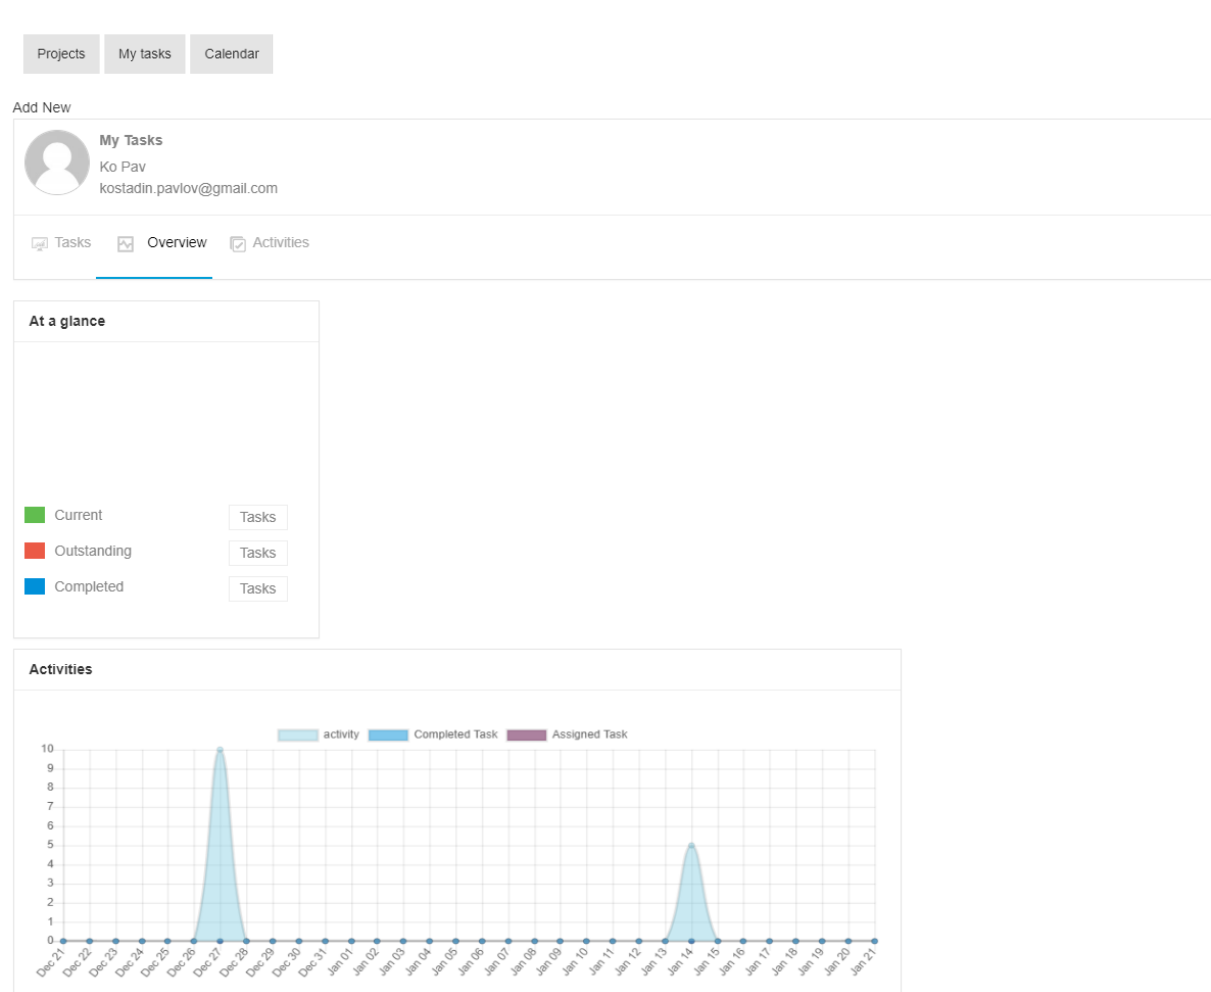 Projects My tasks Calendar
Add New
My Tasks
Ko Pav
kostadin.pavlov@gmail.com
Tasks Overview Activities
At a glance
Current Tasks
Outstanding Tasks
Completed Tasks
Activities
activity Completed Task Assigned Task
10
9
8
7
6
5
4
3
2
1
0
Dec 21 Dec 22 Dec 23 Dec 24 Dec 25 Dec 26 Dec 27 Dec 28 Dec 29 Dec 30 Dec 31 Jan 01 Jan 02 Jan 03 Jan 04 Jan 05 Jan 06 Jan 07 Jan 08 Jan 09 Jan 10 Jan 11 Jan 12 Jan 13 Jan 14 Jan 15 Jan 16 Jan 17 Jan 18 Jan 19 Jan 20 Jan 21